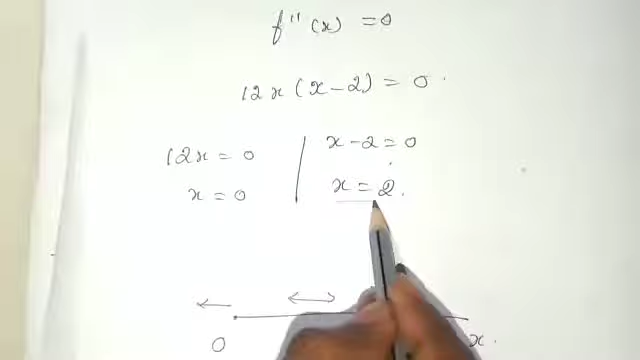 f''(x) = 0
12x(x-2) = 0.
12x = 0
x = 0
x-2 = 0
x = 2.
0 x.